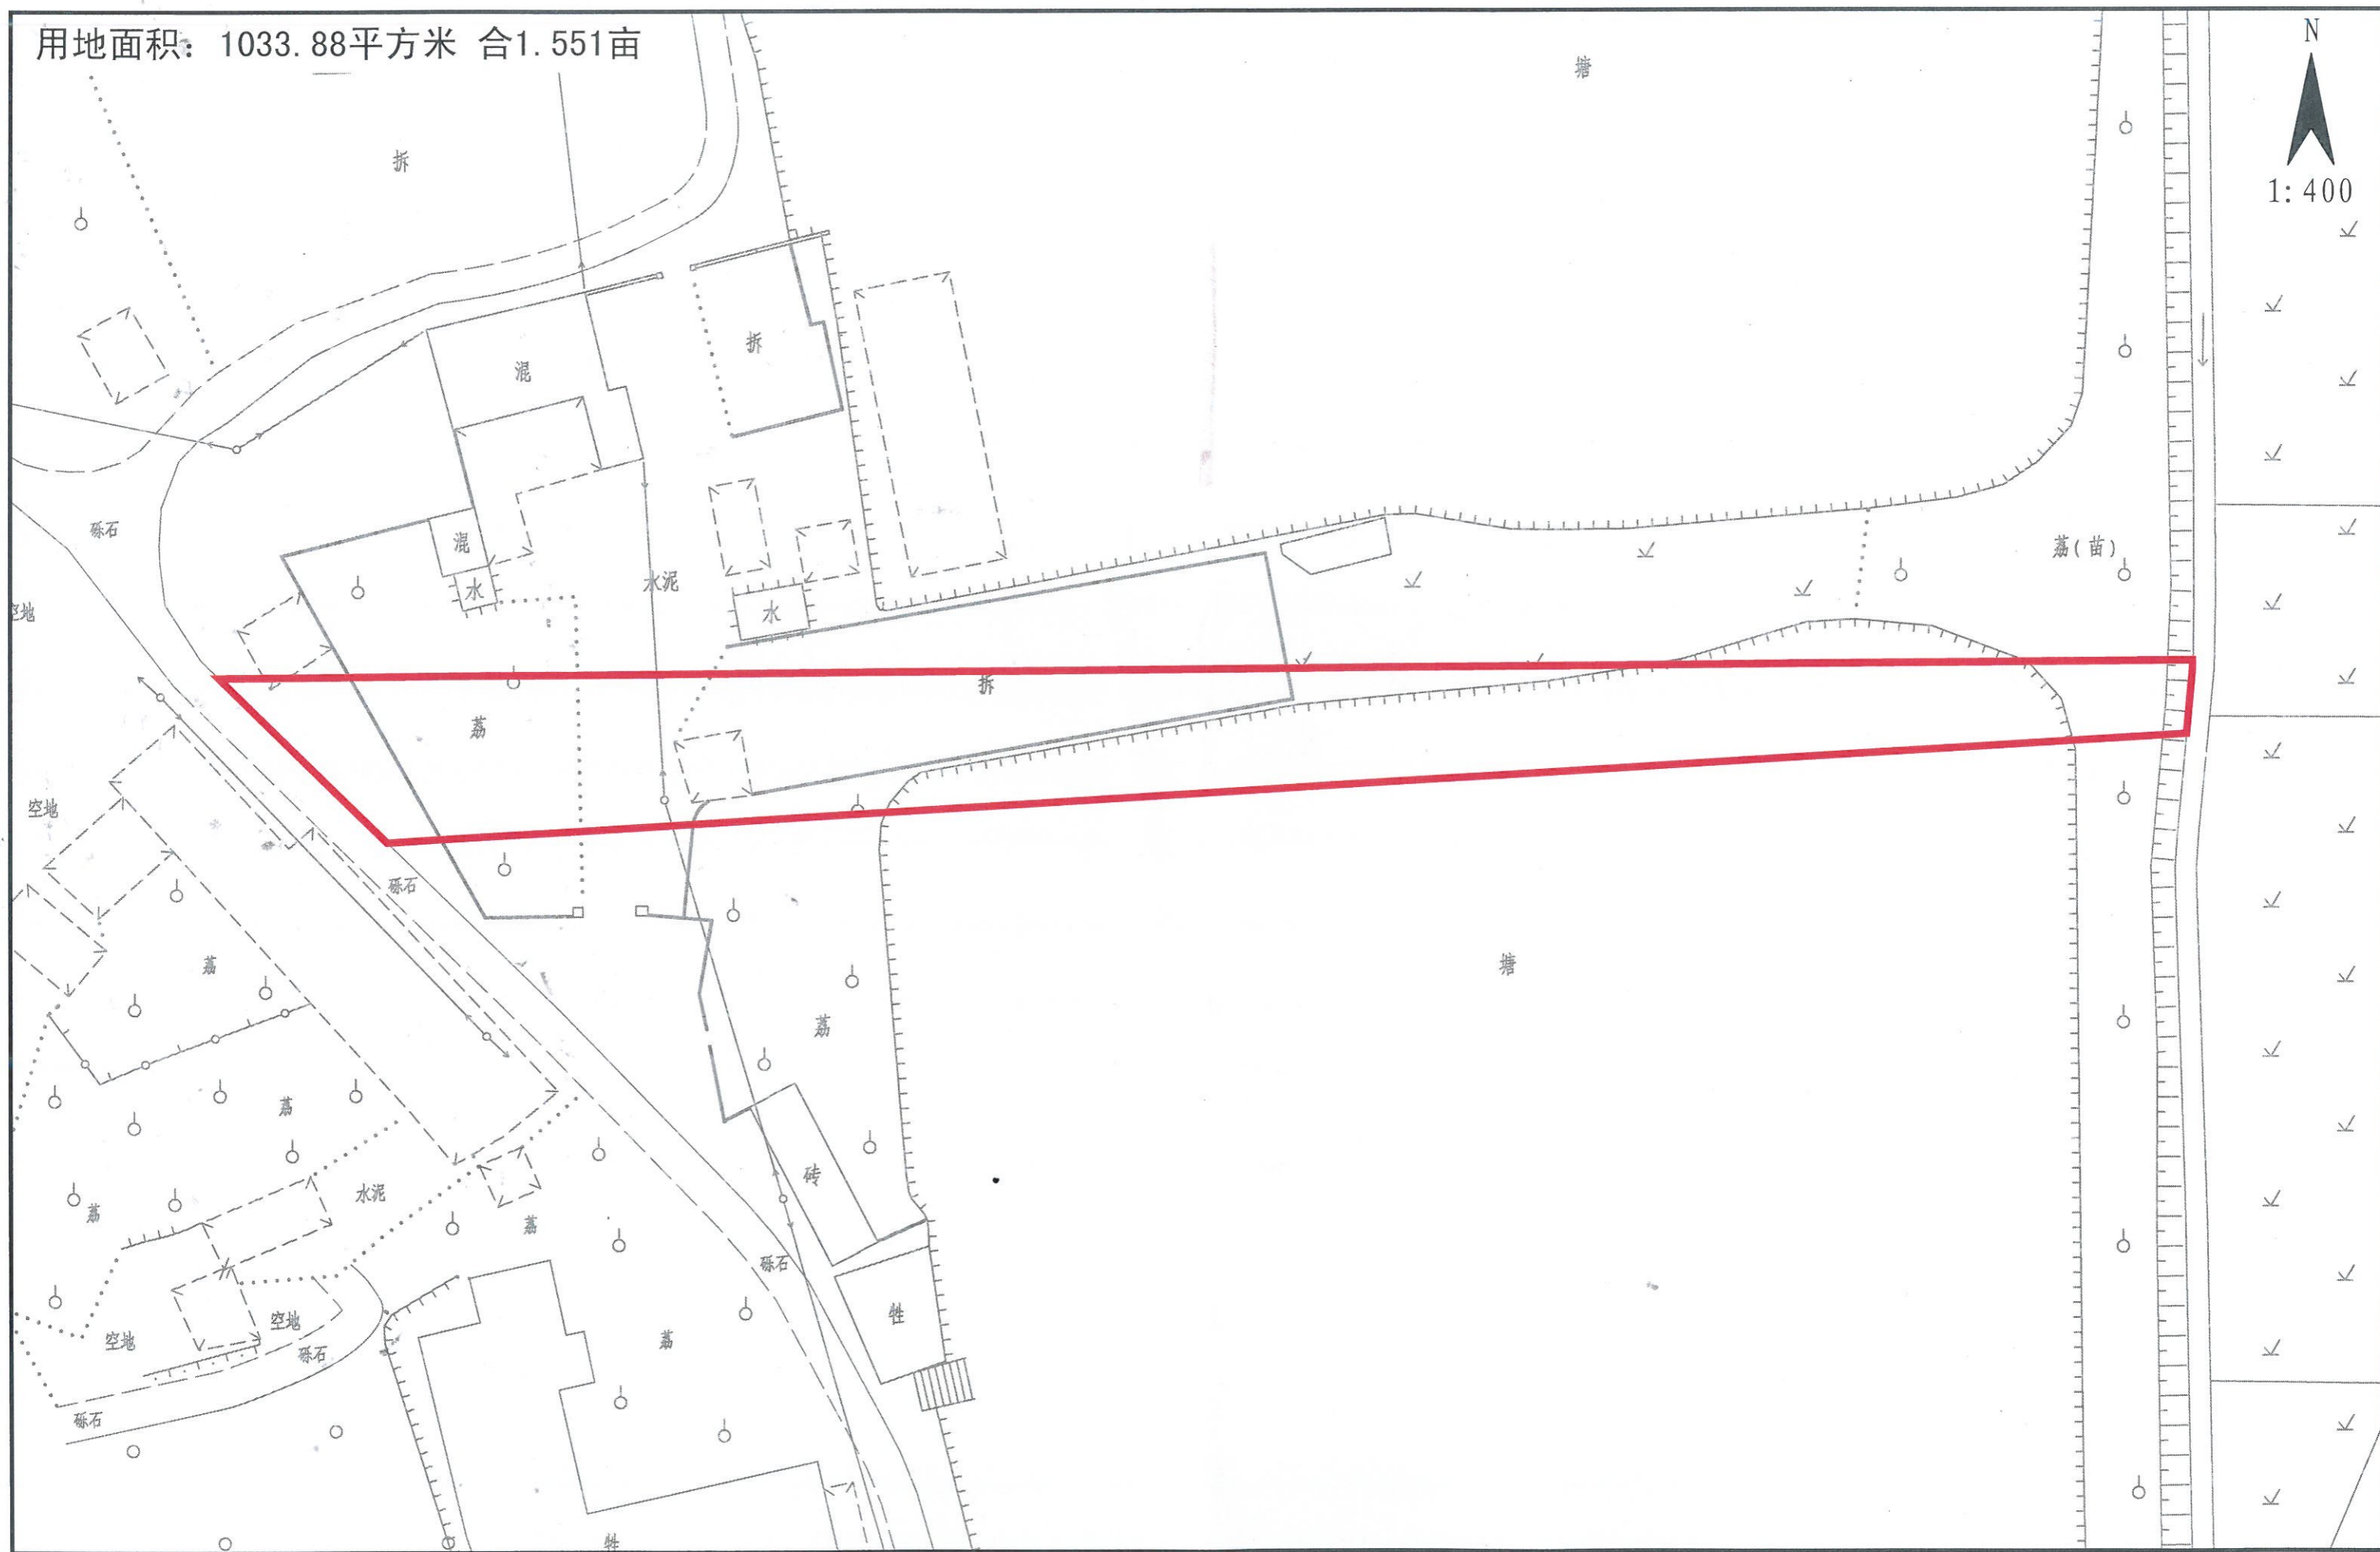 用地面积：1033.88平方米 合1.551亩
N
1:400
塘
拆
拆
混
砾石
混
荔(苗)
水
水泥
水
空地
拆
荔
空地
砾石
荔
塘
荔
荔
砖
水泥
荔
荔
砾石
牲
空地
空地
荔
砾石
砾石
牲